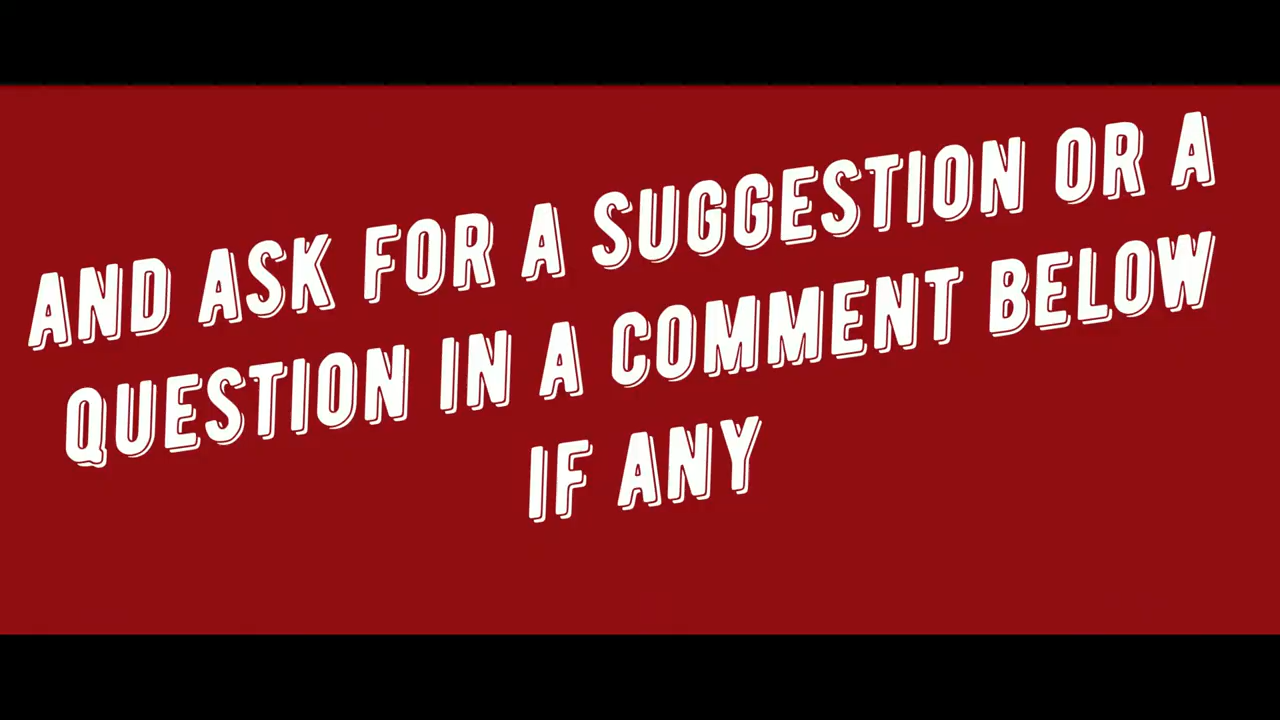 AND ASK FOR A SUGGESTION OR A
QUESTION IN A COMMENT BELOW
IF ANY